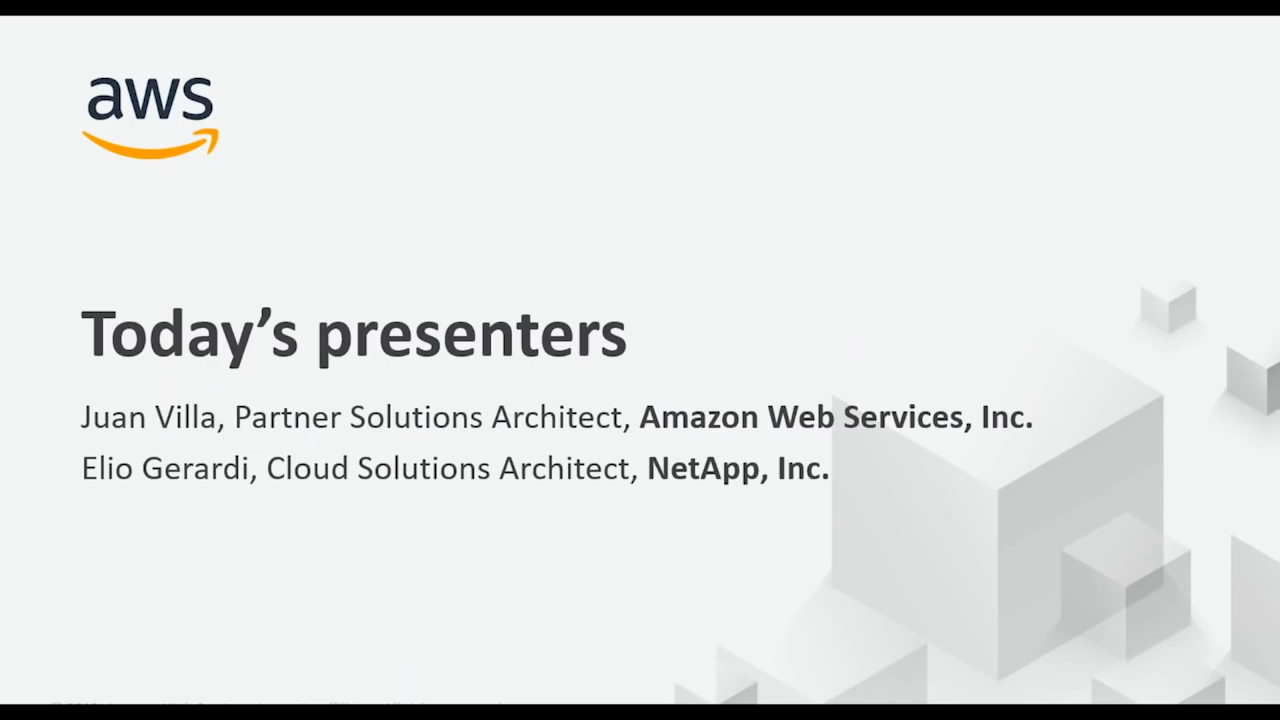 aws
Today’s presenters
Juan Villa, Partner Solutions Architect, Amazon Web Services, Inc.
Elio Gerardi, Cloud Solutions Architect, NetApp, Inc.